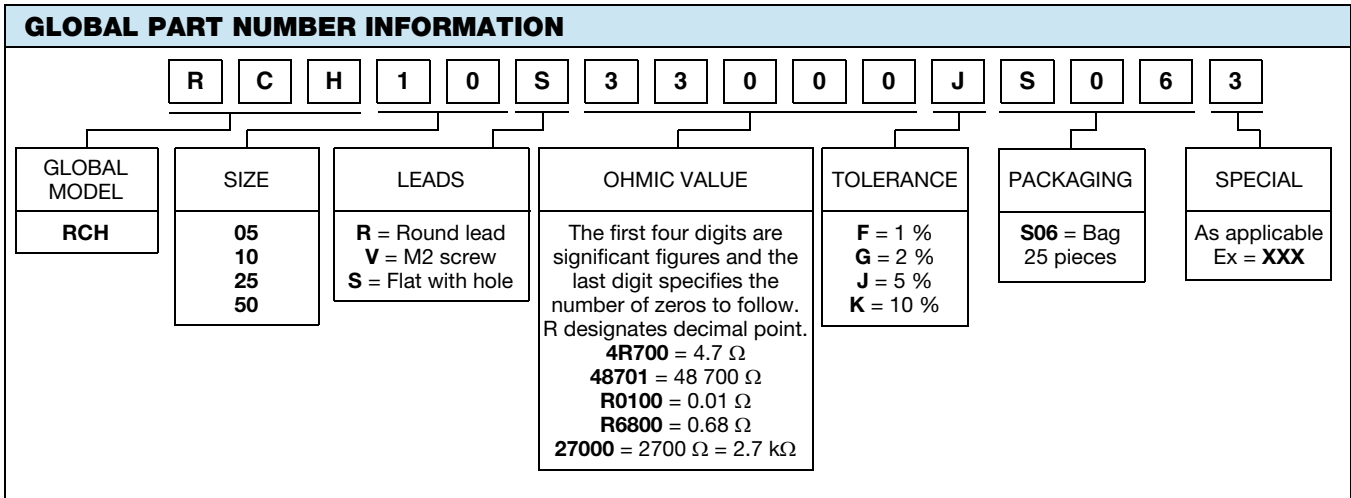 GLOBAL PART NUMBER INFORMATION
R C H 1 0 S 3 3 0 0 0 J S 0 6 3
GLOBAL
MODEL
RCH
SIZE
05
10
25
50
LEADS
R = Round lead
V = M2 screw
S = Flat with hole
OHMIC VALUE
The first four digits are
significant figures and the
last digit specifies the
number of zeros to follow.
R designates decimal point.
4R700 = 4.7 Ω
48701 = 48 700 Ω
R0100 = 0.01 Ω
R6800 = 0.68 Ω
27000 = 2700 Ω = 2.7 kΩ
TOLERANCE
F = 1 %
G = 2 %
J = 5 %
K = 10 %
PACKAGING
S06 = Bag
25 pieces
SPECIAL
As applicable
Ex = XXX